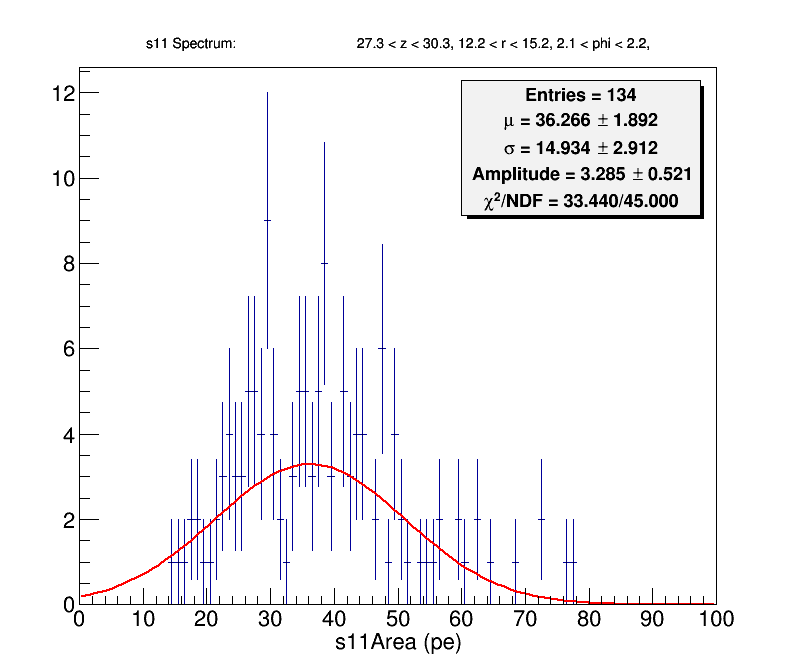 s11 Spectrum: 27.3 < z < 30.3, 12.2 < r < 15.2, 2.1 < phi < 2.2,
Entries = 134
μ = 36.266 ± 1.892
σ = 14.934 ± 2.912
Amplitude = 3.285 ± 0.521
χ²/NDF = 33.440/45.000
12
10
8
6
4
2
0
0 10 20 30 40 50 60 70 80 90 100
s11Area (pe)